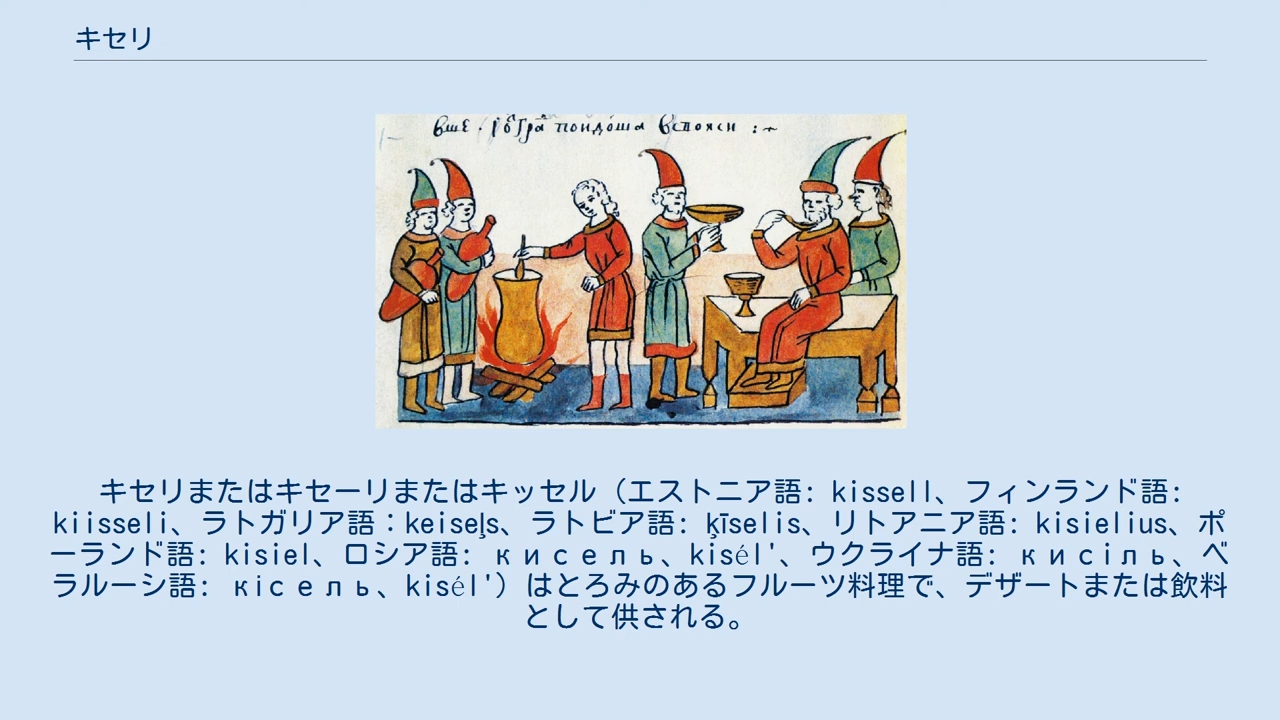 キセリ
поидоша
キセリまたはキセーリまたはキッセル（エストニア語: kissell、フィンランド語:
kiisseli、ラトガリア語：keiseļs、ラトビア語: ķīselis、リトアニア語: kisielius、ポ
ーランド語: kisiel、ロシア語: кисель、kisél'、ウクライナ語: кисіль、ベ
ラルーシ語: кісель、kisél'）はとろみのあるフルーツ料理で、デザートまたは飲料
として供される。